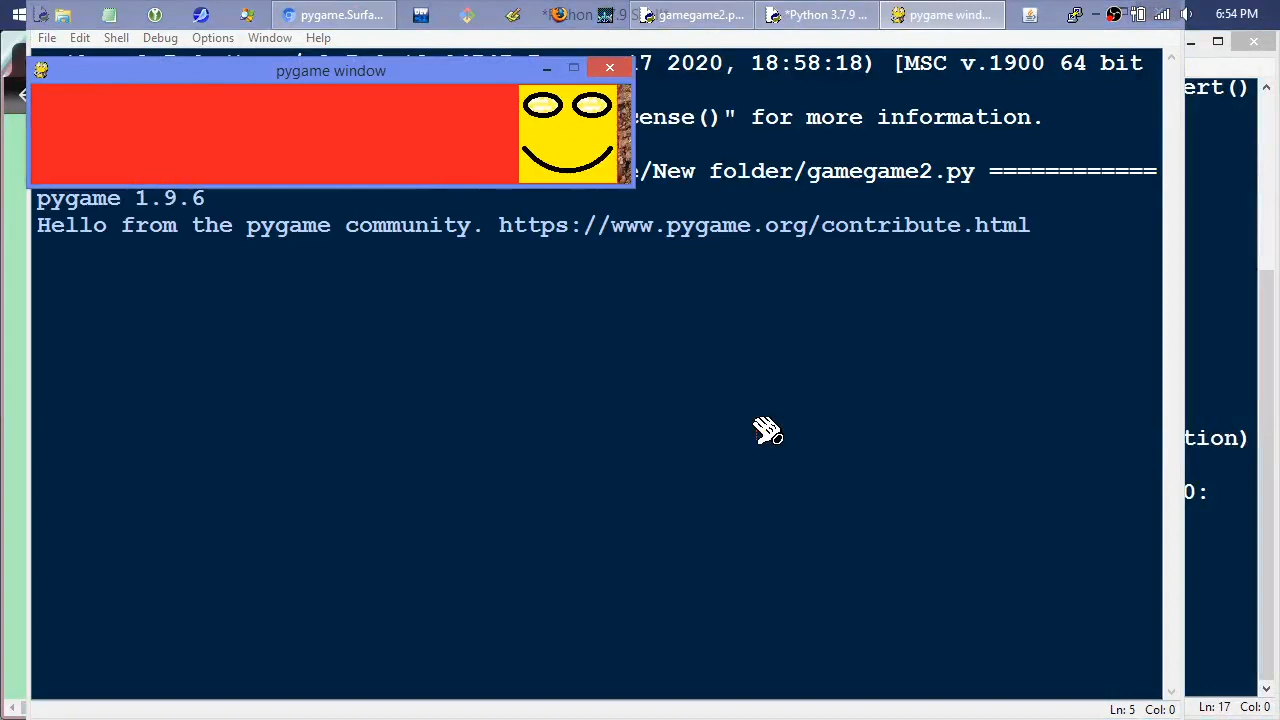 pygame.Surfa...
gamegame2.p...
*Python 3.7.9 ...
pygame wind...
6:54 PM
File Edit Shell Debug Options Window Help
pygame window
7 2020, 18:58:18) [MSC v.1900 64 bit
ert()
ense()" for more information.
/New folder/gamegame2.py ============
pygame 1.9.6
Hello from the pygame community. https://www.pygame.org/contribute.html
tion)
0:
Ln: 5 Col: 0
Ln: 17 Col: 0